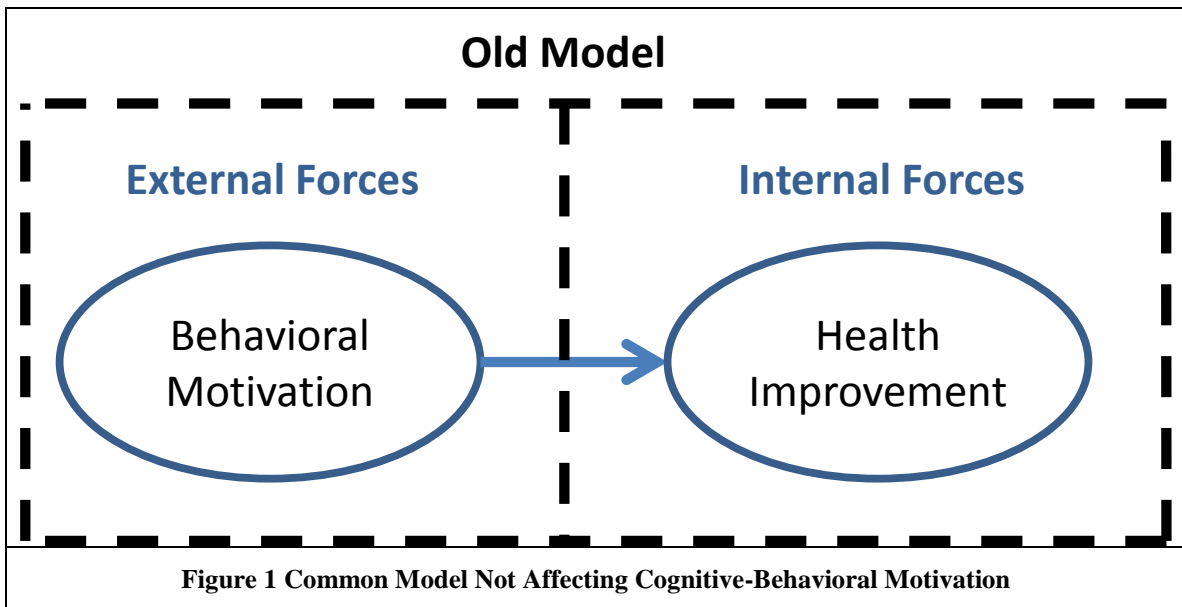 Old Model
External Forces
Internal Forces
Behavioral
Motivation
Health
Improvement
Figure 1 Common Model Not Affecting Cognitive-Behavioral Motivation